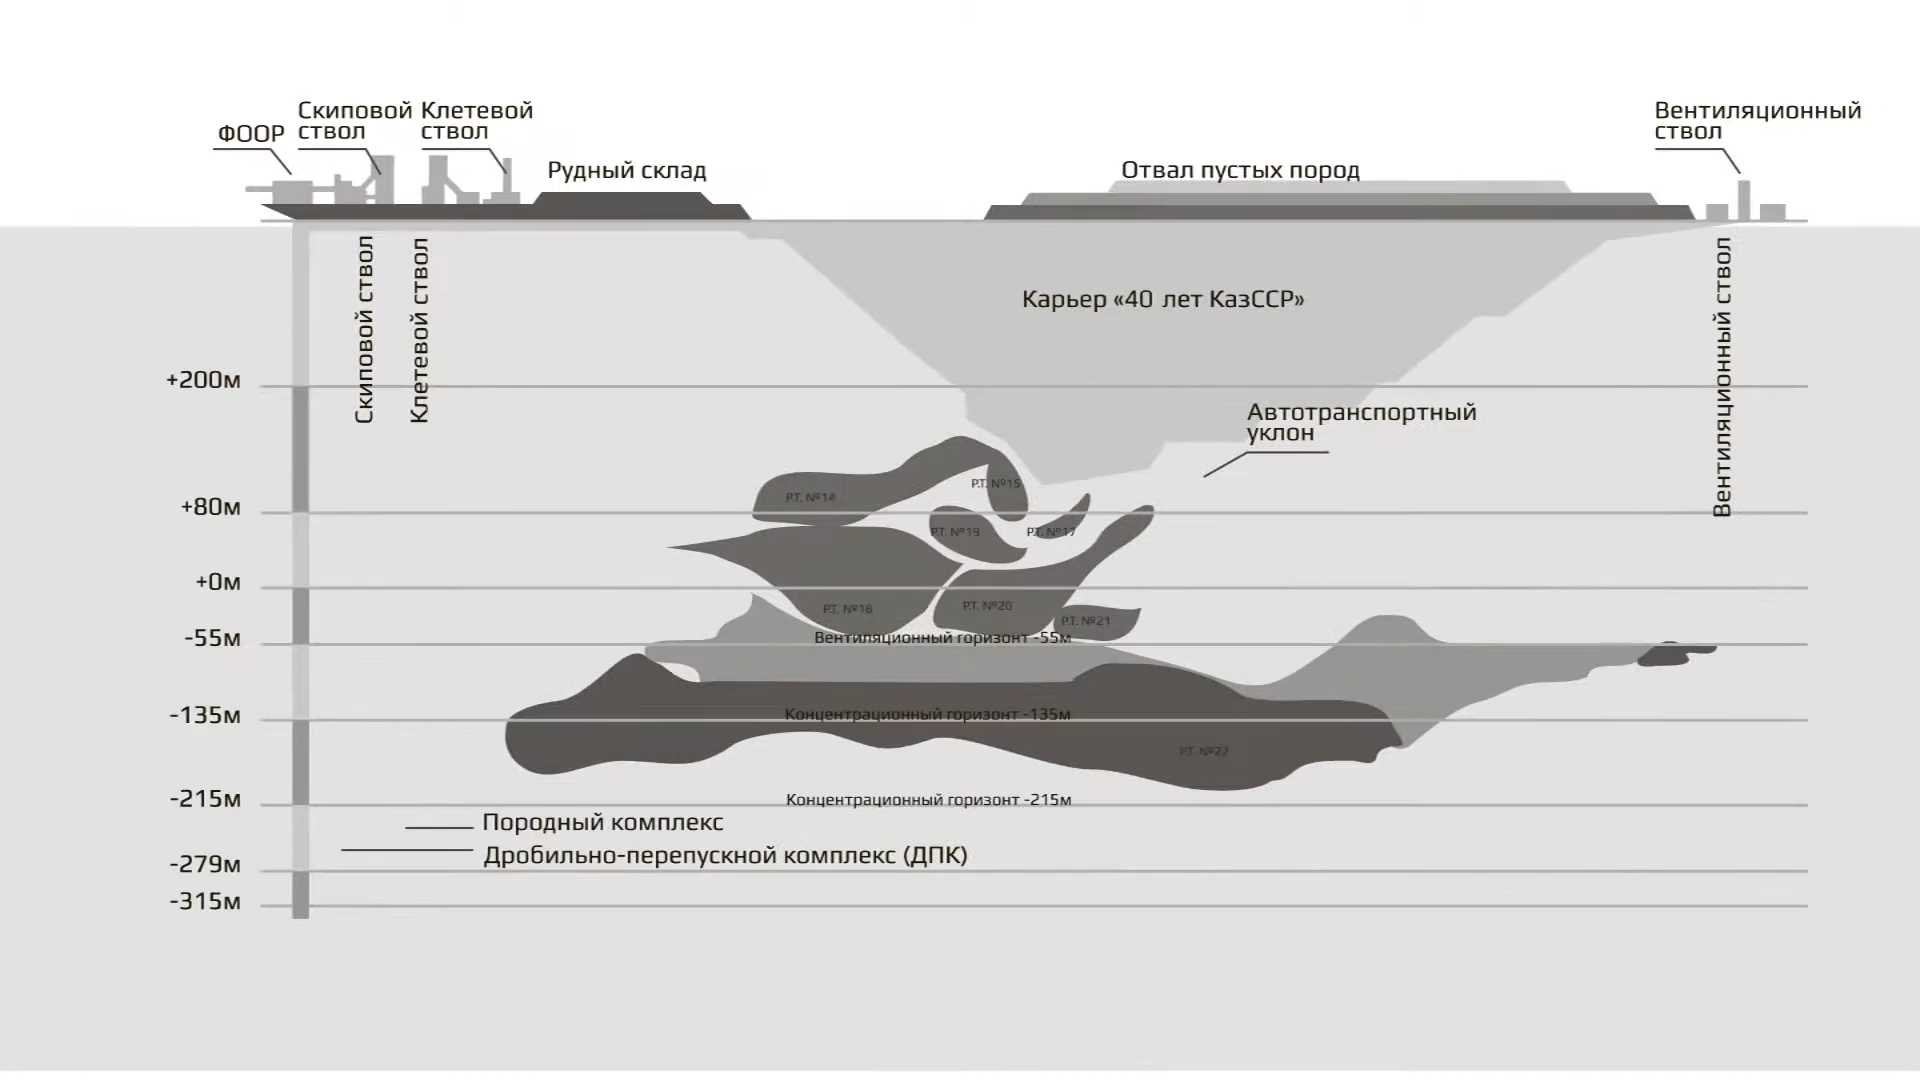 Скиповой
ствол
Клетевой
ствол
Вентиляционный
ствол
ФООР
Рудный склад
Отвал пустых пород
Скиповой ствол
Клетевой ствол
Вентиляционный ствол
Карьер «40 лет КазССР»
+200м
Автотранспортный
уклон
Р.Т. №15
Р.Т. №14
+80м
Р.Т. №19
Р.Т. №17
+0м
Р.Т. №18
Р.Т. №20
Р.Т. №21
-55м
Вентиляционный горизонт -55м
-135м
Концентрационный горизонт -135м
Р.Т. №22
-215м
Концентрационный горизонт -215м
Породный комплекс
Дробильно-перепускной комплекс (ДПК)
-279м
-315м